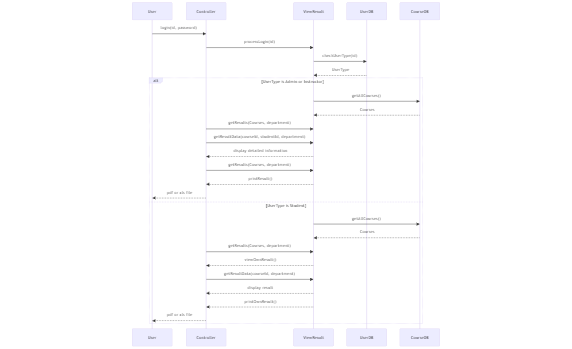 User
Controller
ViewResult
UserDB
CourseDB
login(id, password)
processLogin(id)
checkUserType(id)
UserType
alt
[UserType is Admin or Instructor]
getAllCourses()
Courses
getResults(Courses, department)
getResultData(courseId, studentId, department)
display detailed information
getResults(Courses, department)
printResult()
pdf or xls file
[UserType is Student]
getAllCourses()
Courses
getResults(Courses, department)
viewOwnResult()
getResultData(courseId, department)
display result
printOwnResult()
pdf or xls file
User
Controller
ViewResult
UserDB
CourseDB